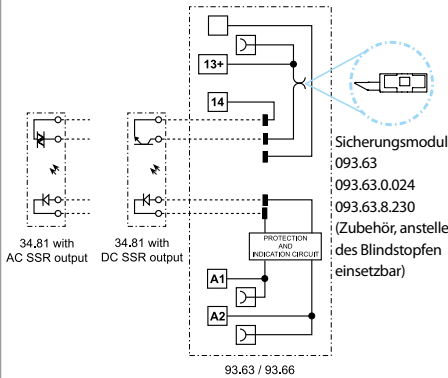 13+
14
Sicherungsmodul
093.63
093.63.0.024
093.63.8.230
(Zubehör, anstelle
des Blindstopfen
einsetzbar)
34.81 with
AC SSR output
34.81 with
DC SSR output
PROTECTION
AND
INDICATION CIRCUIT
A1
A2
93.63 / 93.66